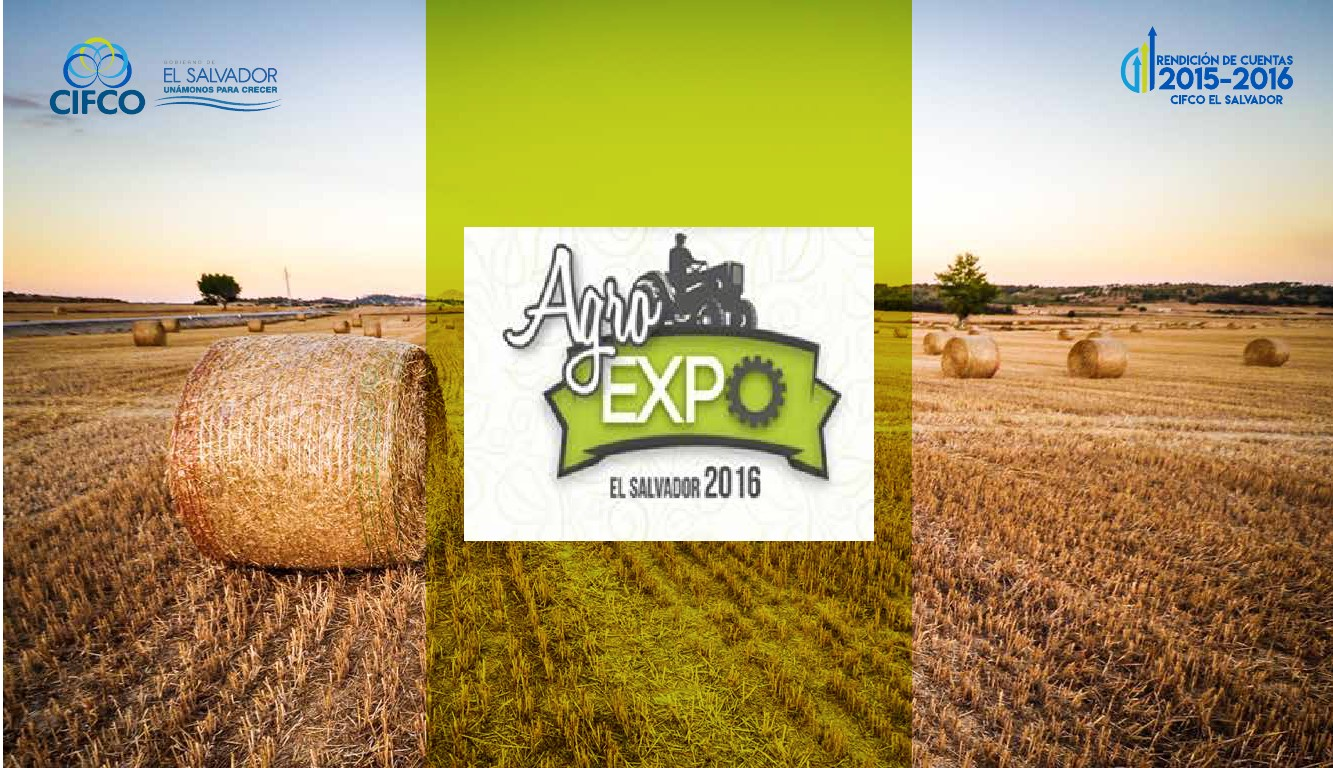 CIFCO
GOBIERNO DE
EL SALVADOR
UNÁMONOS PARA CRECER
RENDICIÓN DE CUENTAS
2015-2016
CIFCO EL SALVADOR
Agro
EXPO
EL SALVADOR 2016